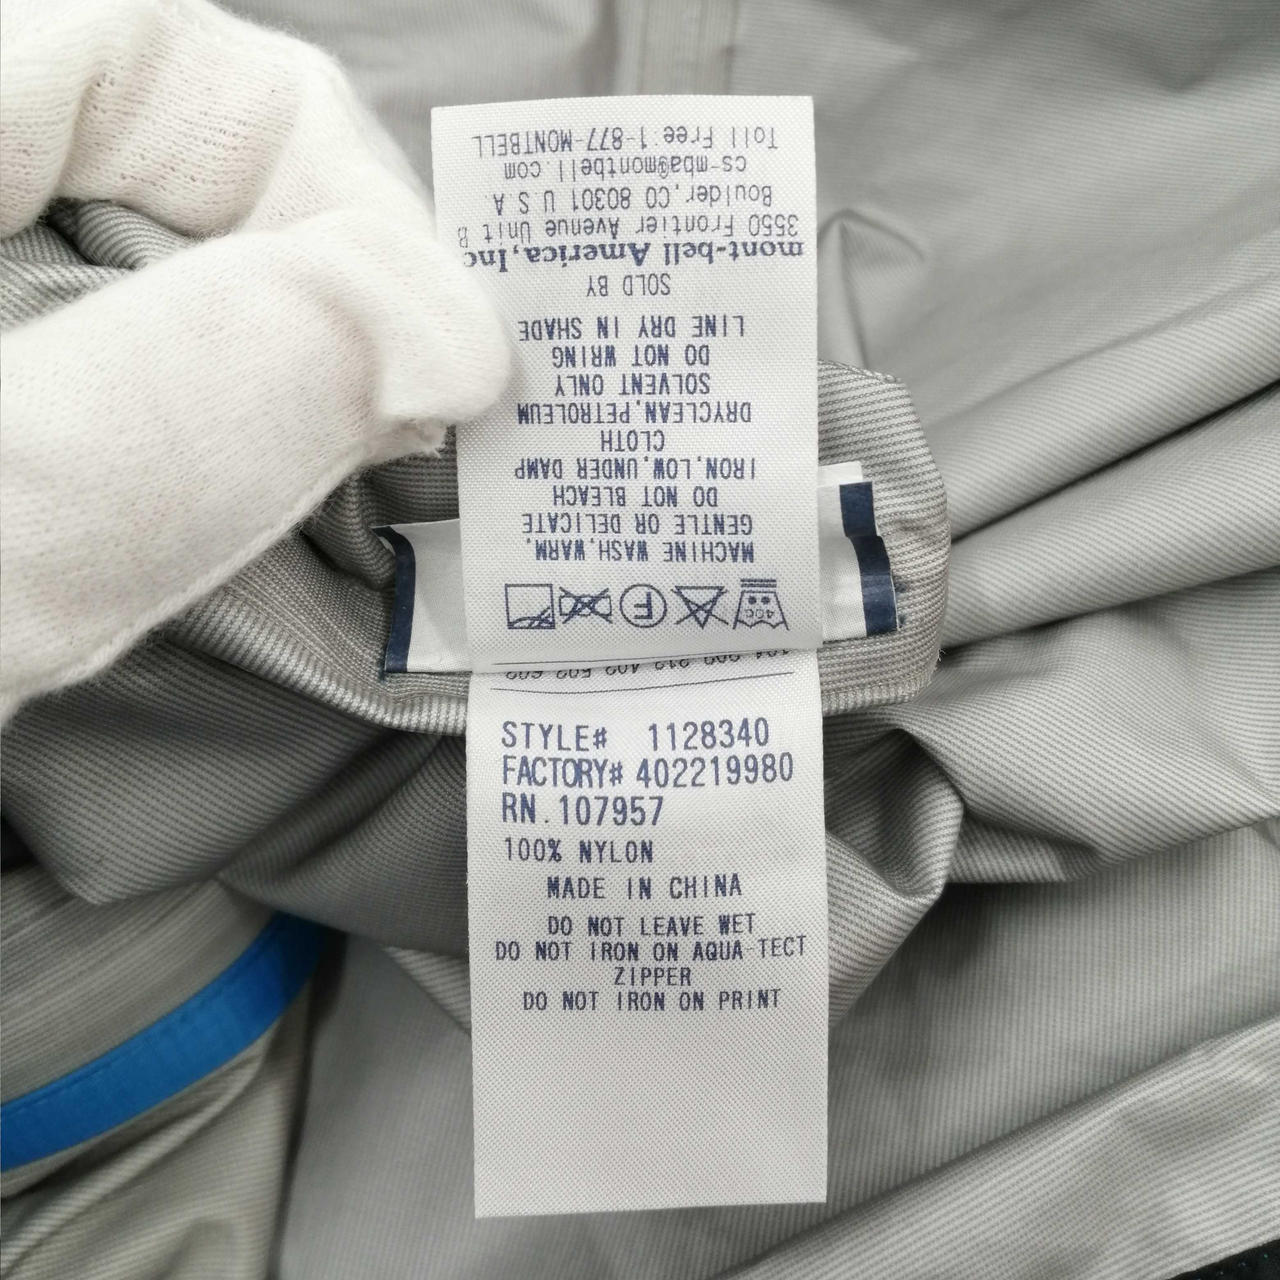 MACHINE WASH,WARM,
GENTLE OR DELICATE
DO NOT BLEACH
IRON,LOW,UNDER DAMP
CLOTH
DRYCLEAN,PETROLEUM
SOLVENT ONLY
DO NOT WRING
LINE DRY IN SHADE
SOLD BY
mont-bell America,Inc
3550 Frontier Avenue Unit B
Boulder,CO 80301 U S A
cs-mba@montbell.com
Toll Free:1-877-MONTBELL
40C
F
STYLE# 1128340
FACTORY# 402219980
RN.107957
100% NYLON
MADE IN CHINA
DO NOT LEAVE WET
DO NOT IRON ON AQUA-TECT
ZIPPER
DO NOT IRON ON PRINT